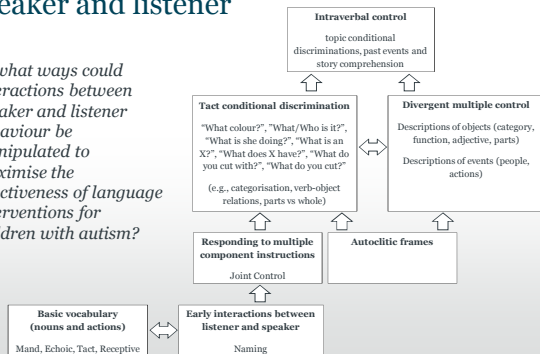 eaker and listener
what ways could
eractions between
aker and listener
aviour be
nipulated to
ximise the
ctiveness of language
erventions for
ldren with autism?
Intraverbal control
topic conditional
discriminations, past events and
story comprehension
Tact conditional discrimination
"What colour?", "What/Who is it?",
"What is she doing?", "What is an
X?", "What does X have?", "What do
you cut with?", "What do you cut?"
(e.g., categorisation, verb-object
relations, parts vs whole)
Divergent multiple control
Descriptions of objects (category,
function, adjective, parts)
Descriptions of events (people,
actions)
Responding to multiple
component instructions
Joint Control
Autoclitic frames
Basic vocabulary
(nouns and actions)
Mand, Echoic, Tact, Receptive
Early interactions between
listener and speaker
Naming